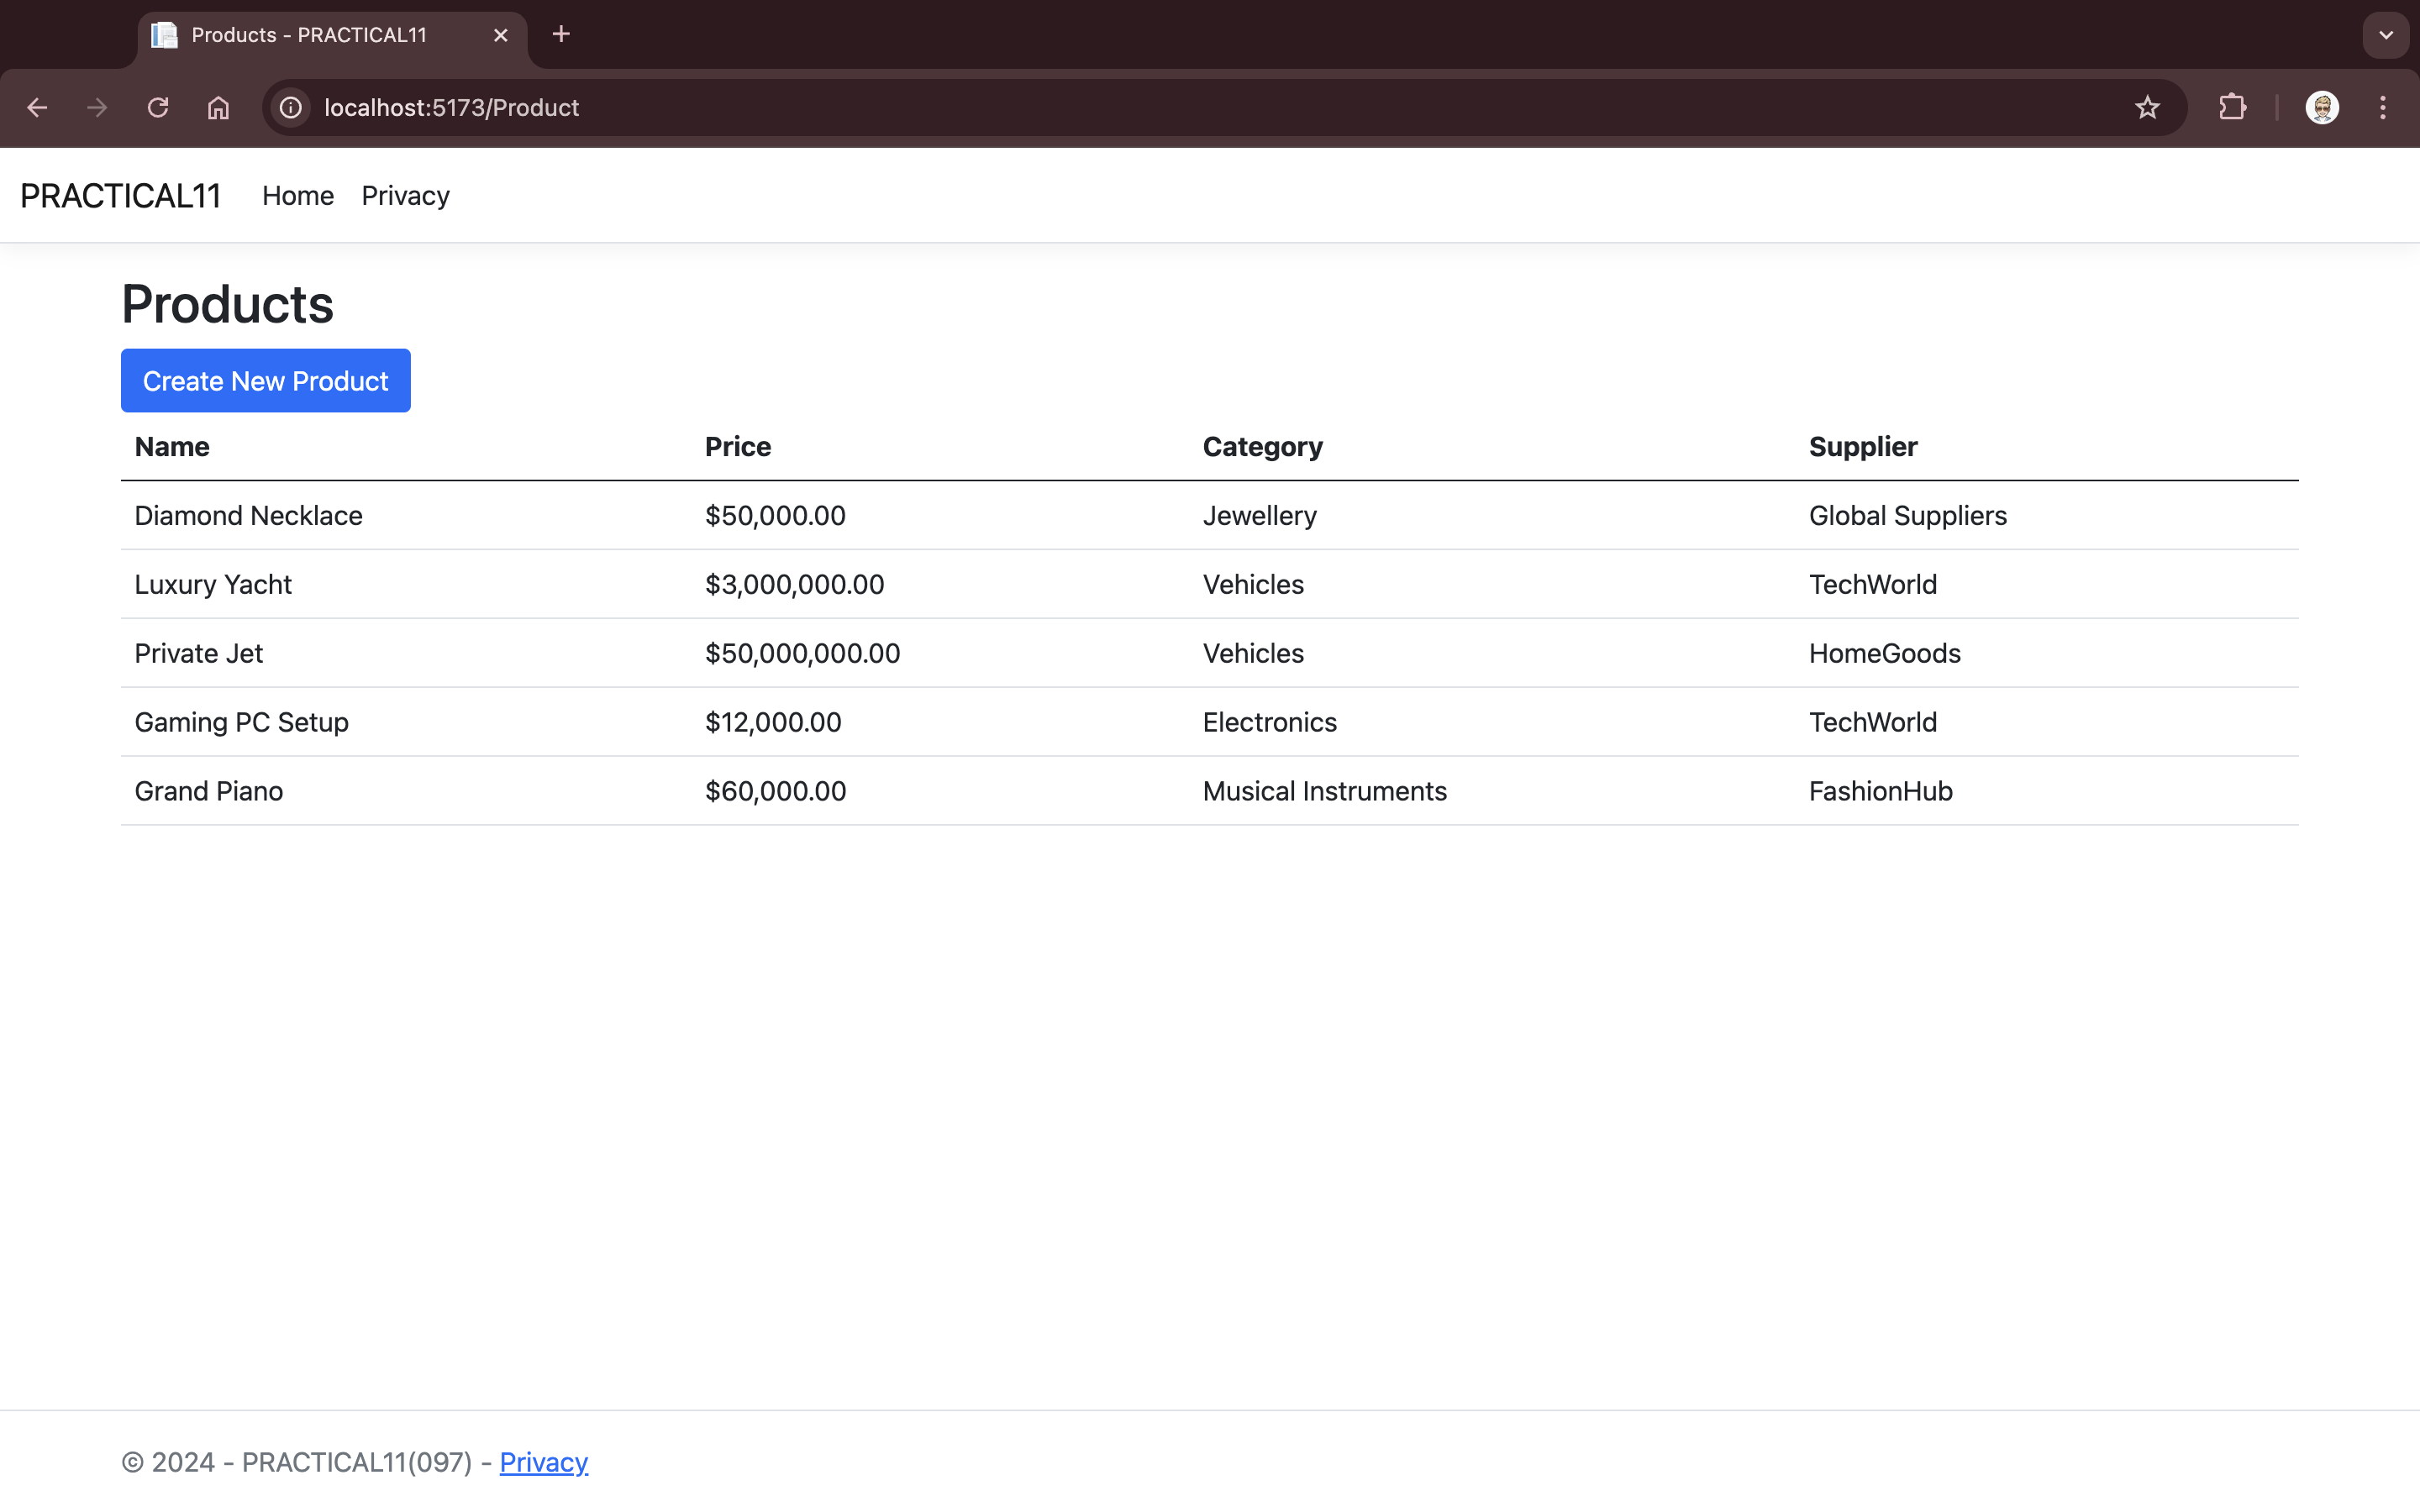 Products - PRACTICAL11
localhost:5173/Product
PRACTICAL11 Home Privacy
Products
Create New Product
Name Price Category Supplier
Diamond Necklace $50,000.00 Jewellery Global Suppliers
Luxury Yacht $3,000,000.00 Vehicles TechWorld
Private Jet $50,000,000.00 Vehicles HomeGoods
Gaming PC Setup $12,000.00 Electronics TechWorld
Grand Piano $60,000.00 Musical Instruments FashionHub
© 2024 - PRACTICAL11(097) - Privacy